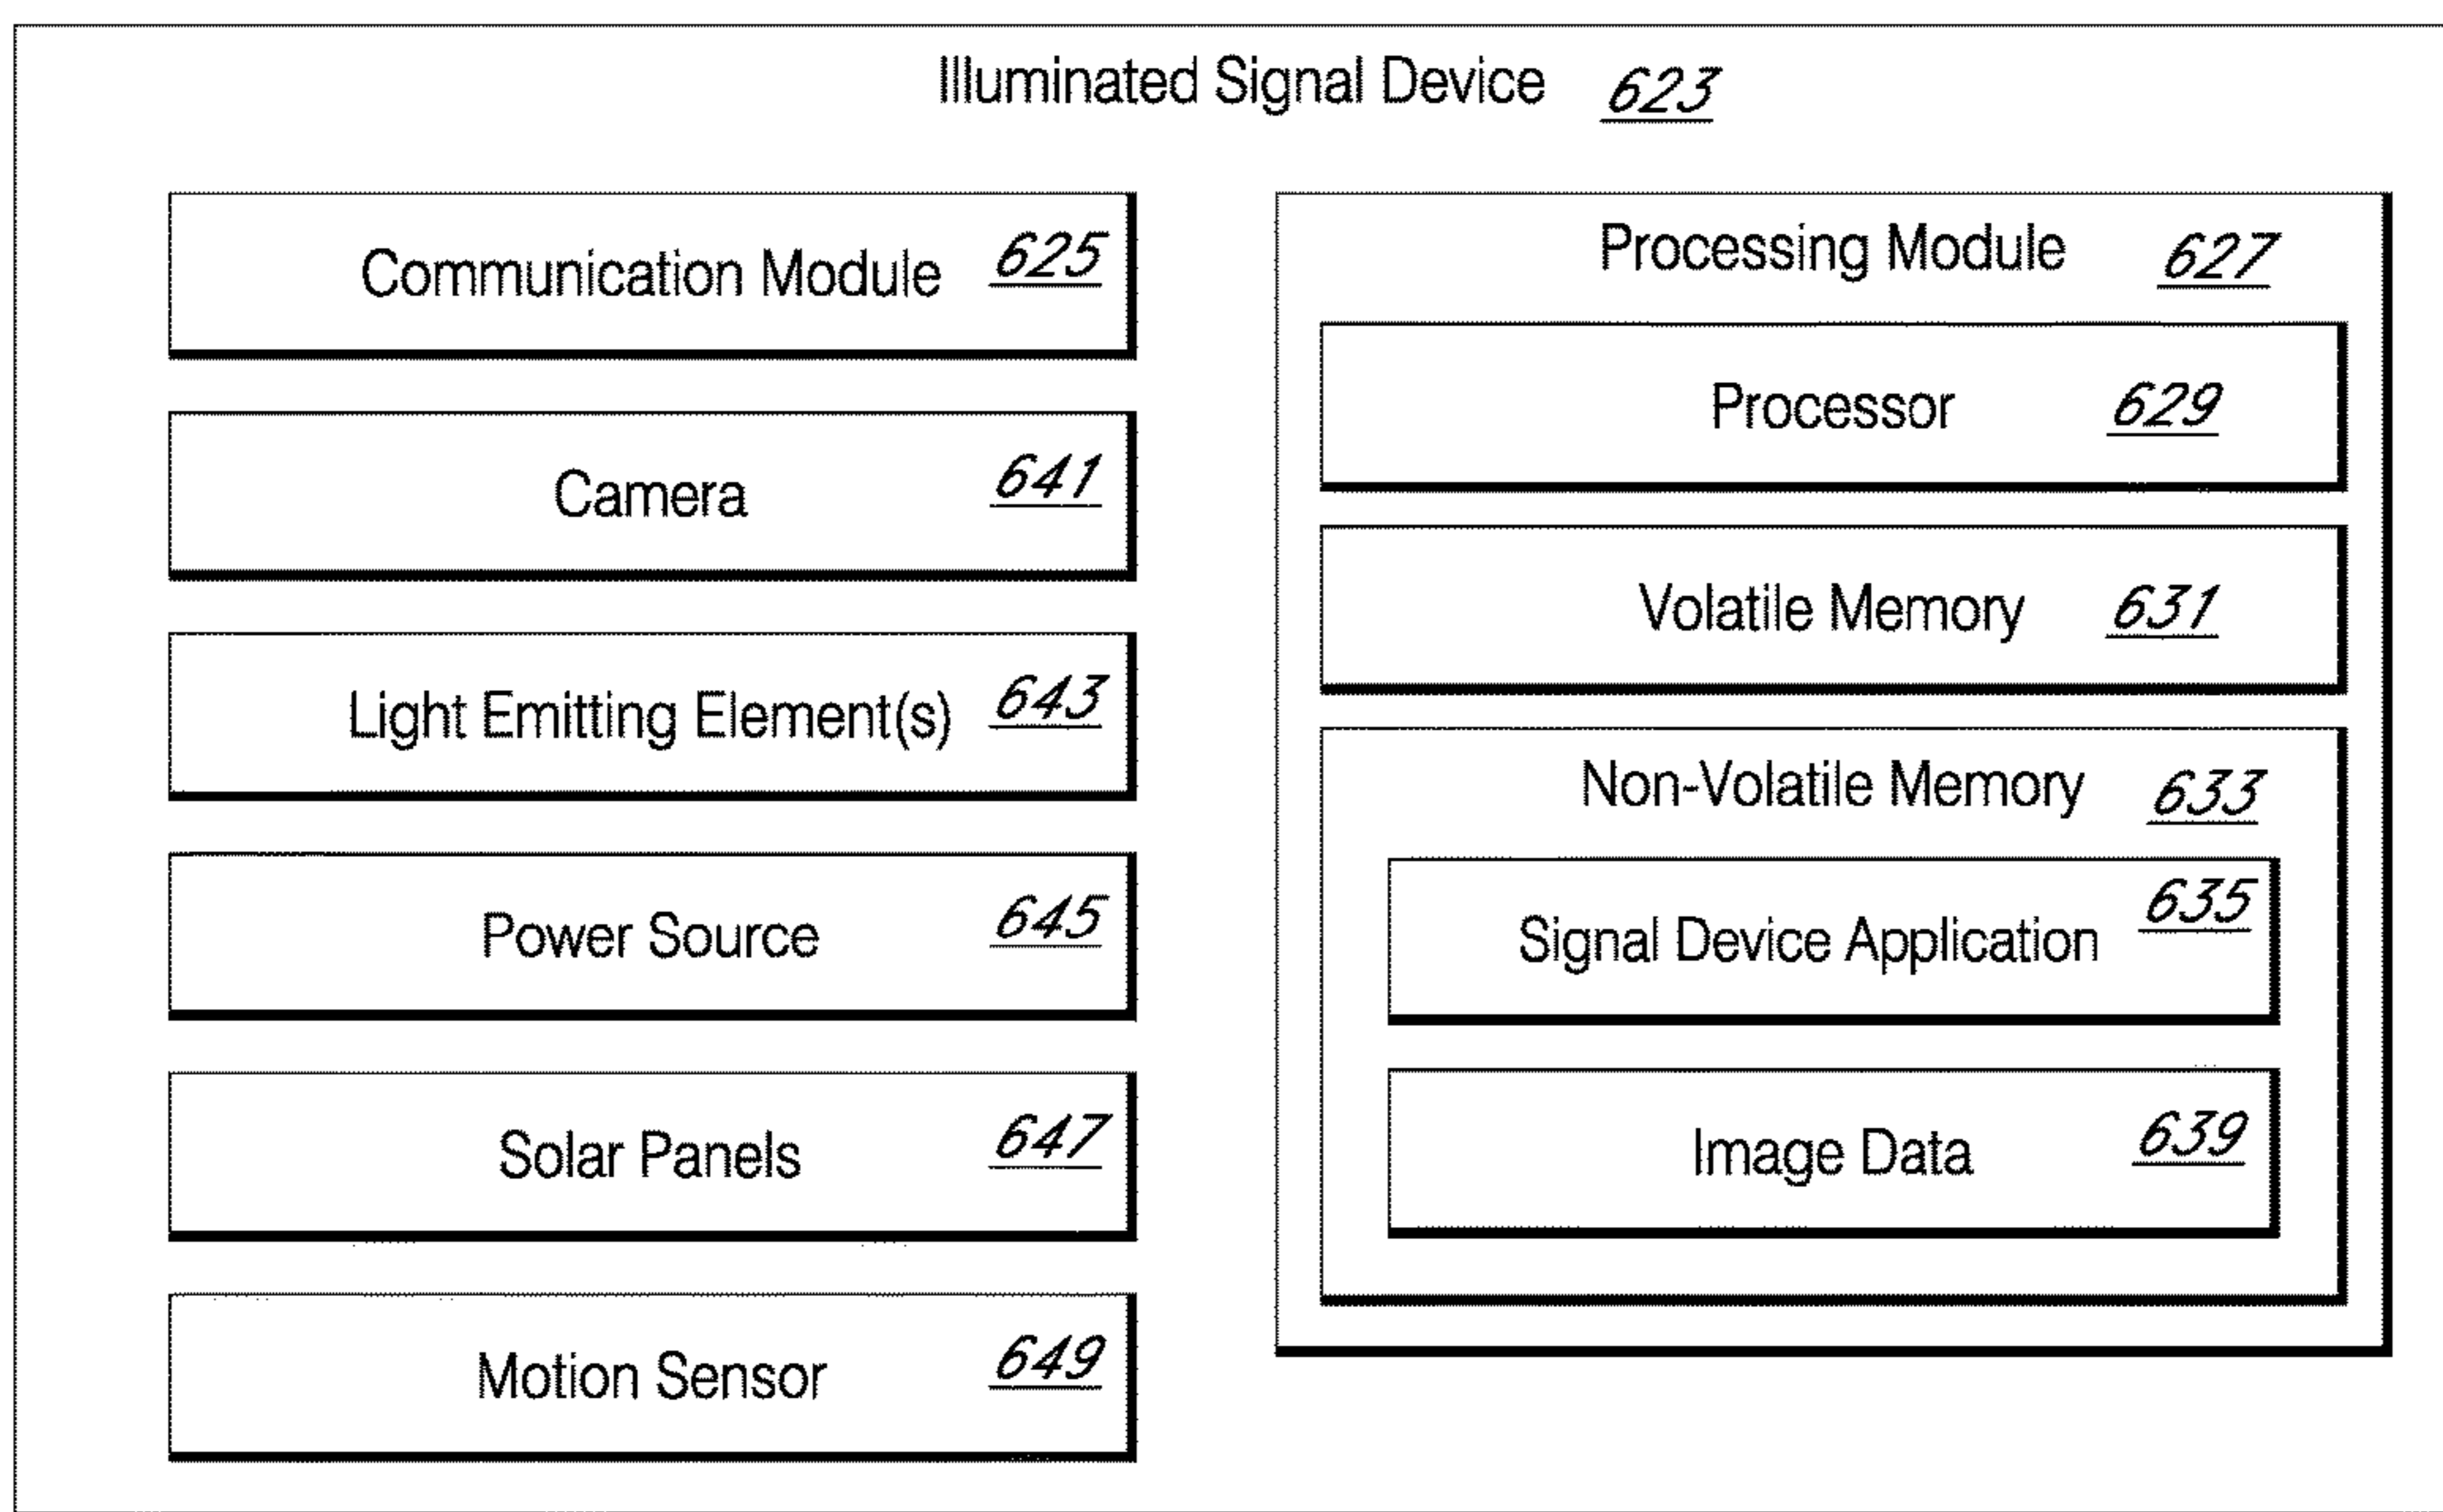 Illuminated Signal Device 623
Communication Module 625
Camera 641
Light Emitting Element(s) 643
Power Source 645
Solar Panels 647
Motion Sensor 649
Processing Module 627
Processor 629
Volatile Memory 631
Non-Volatile Memory 633
Signal Device Application 635
Image Data 639